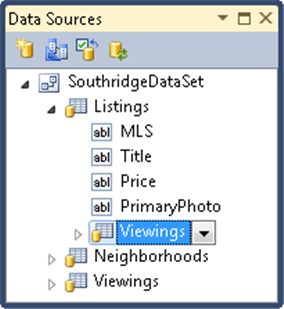 Data Sources
SouthridgeDataSet
Listings
abl MLS
abl Title
abl Price
abl PrimaryPhoto
Viewings
Neighborhoods
Viewings